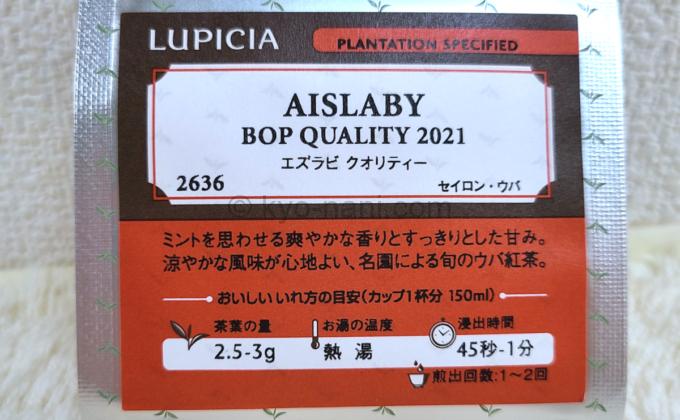 LUPICIA
PLANTATION SPECIFIED
AISLABY
BOP QUALITY 2021
エズラビ クオリティー
2636
セイロン・ウバ
© kyo-nani.com
ミントを思わせる爽やかな香りとすっきりとした甘み。
涼やかな風味が心地よい、名園による旬のウバ紅茶。
おいしい いれ方の目安(カップ1杯分 150ml)
茶葉の量
2.5-3g
お湯の温度
熱 湯
浸出時間
45秒-1分
煎出回数:1〜2回